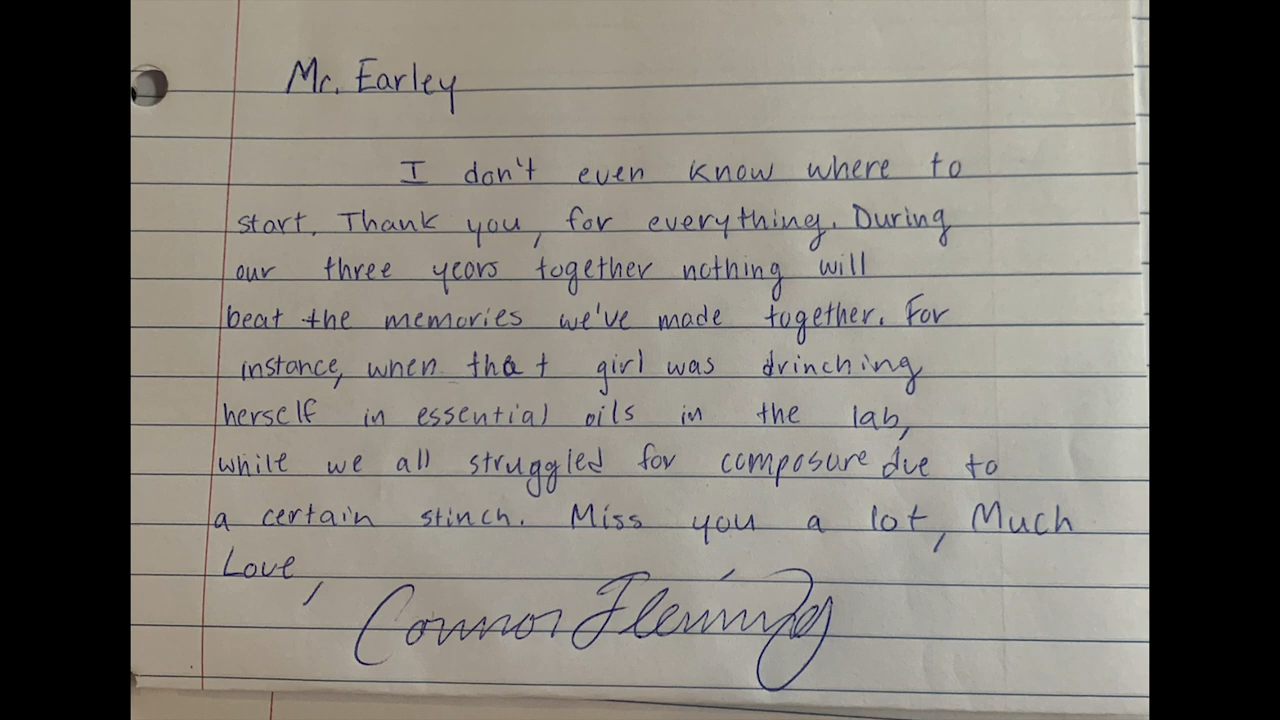 Mr. Earley
I don't even know where to
start. Thank you, for everything. During
our three years together nothing will
beat the memories we've made together. For
instance, when that girl was drinching
herself in essential oils in the lab,
while we all struggled for composure due to
a certain stinch. Miss you a lot, Much
Love,
Connor Fleming